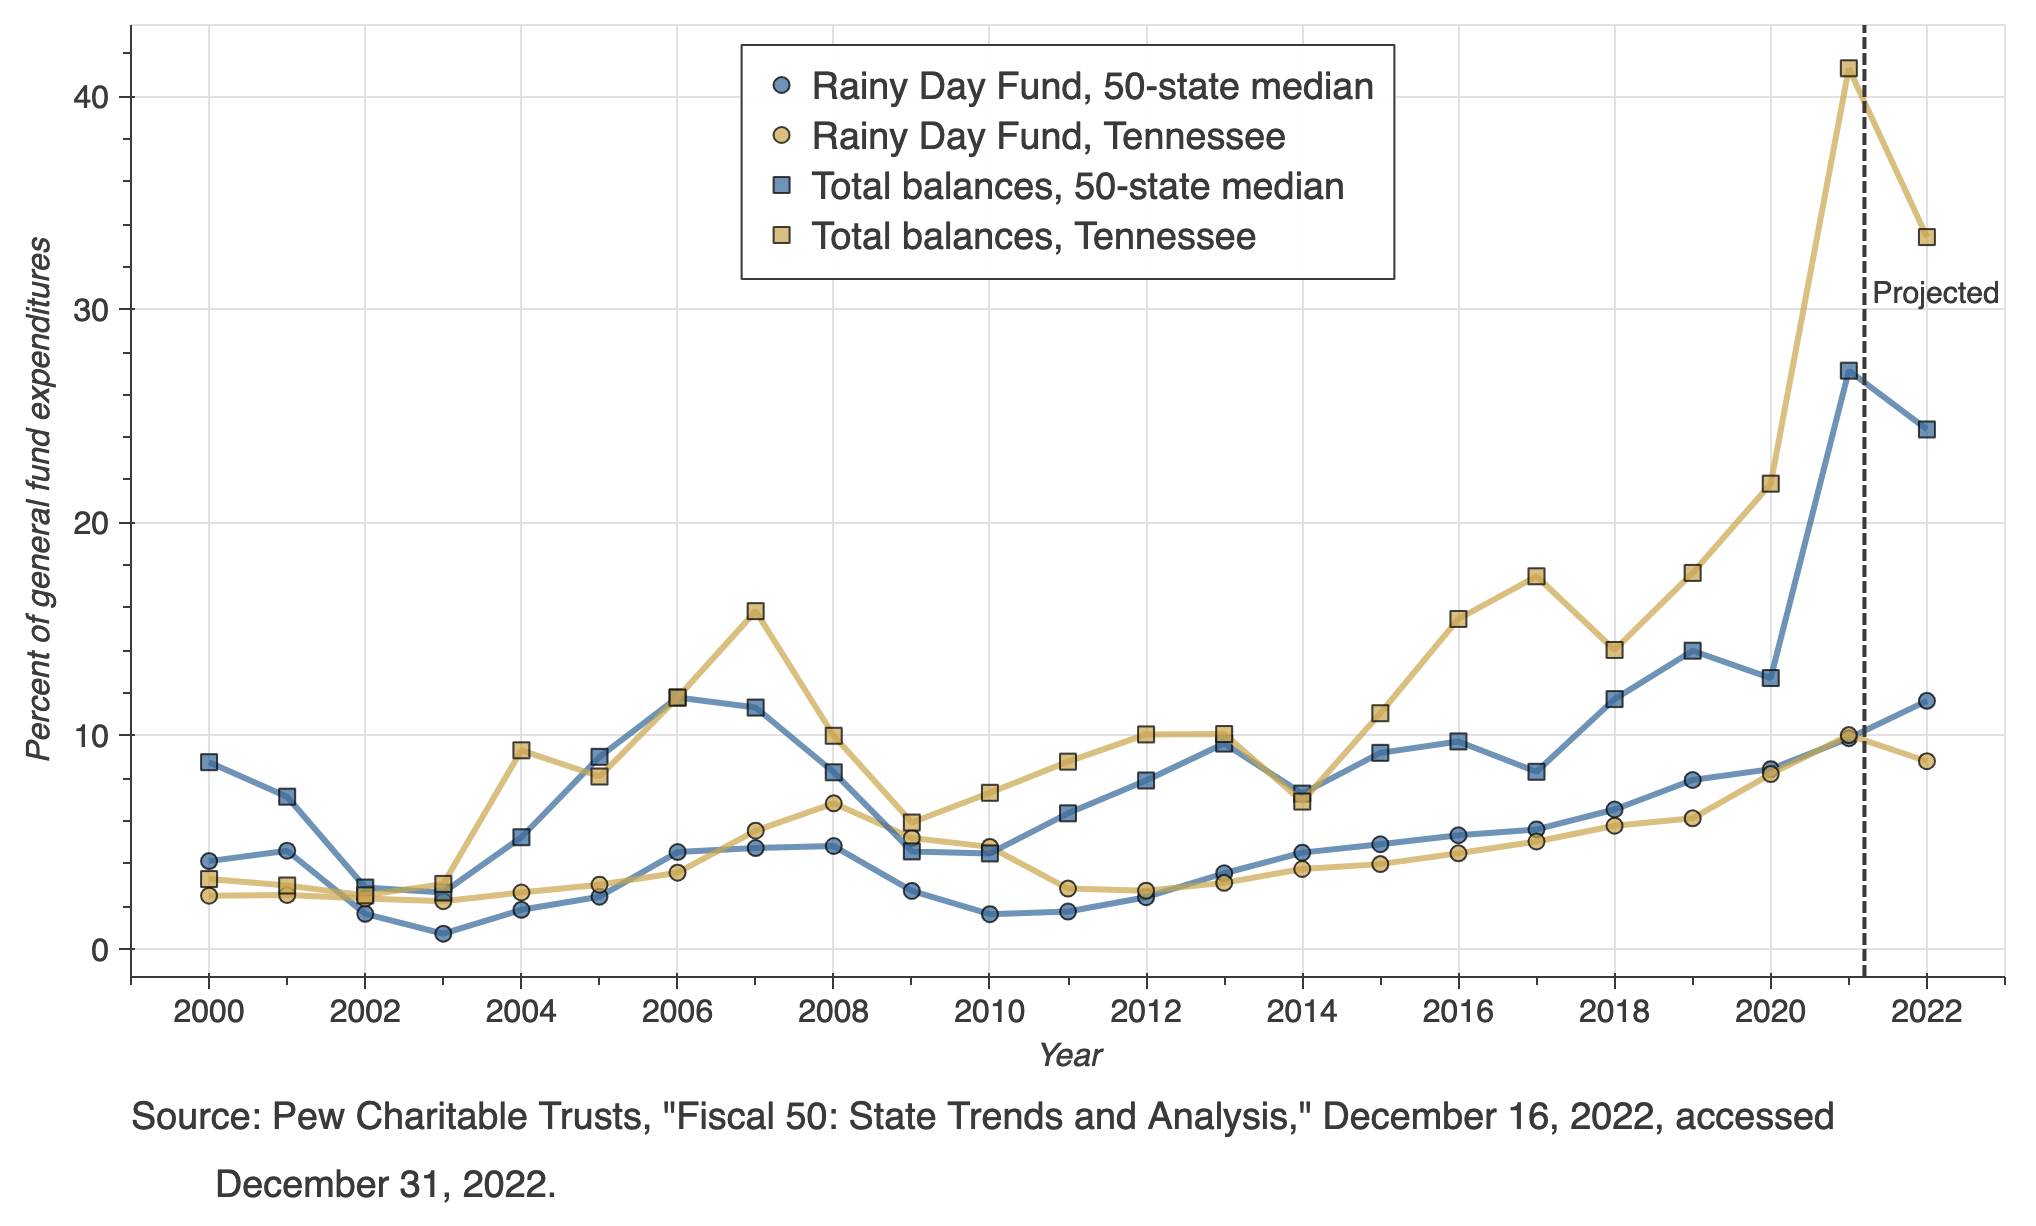 Rainy Day Fund, 50-state median
Rainy Day Fund, Tennessee
Total balances, 50-state median
Total balances, Tennessee
Projected
Percent of general fund expenditures
40
30
20
10
0
2000 2002 2004 2006 2008 2010 2012 2014 2016 2018 2020 2022
Year
Source: Pew Charitable Trusts, "Fiscal 50: State Trends and Analysis," December 16, 2022, accessed
December 31, 2022.